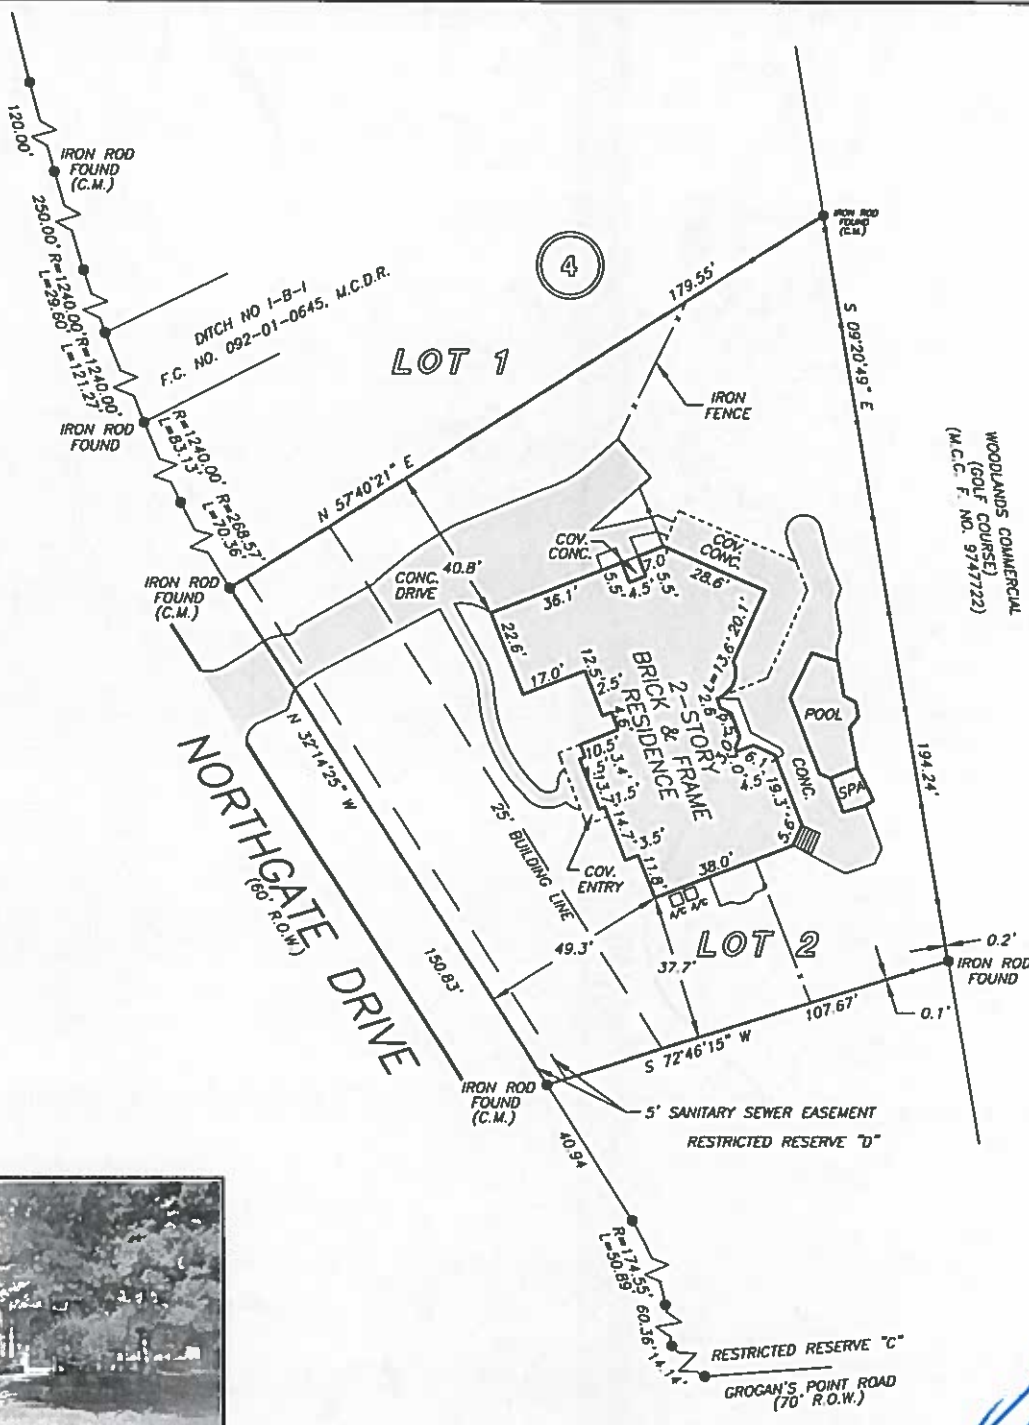 120.00'
IRON ROD
FOUND
(C.M.)
250.00' R=1240.00' R=1240.00'
L=29.60' L=121.27'
DITCH NO 1-B-1
F.C. NO. 092-01-0645, M.C.D.R.
IRON ROD
FOUND
R=1240.00' R=268.57'
L=83.13' L=70.36'
IRON ROD
FOUND
(C.M.)
4
LOT 1
179.55'
IRON ROD
FOUND
(C.M.)
IRON
FENCE
S 09°20'49" E
194.24'
WOODLANDS COMMERCIAL
(GOLF COURSE)
(M.C.C. F. NO. 9747722)
N 57°40'21" E
40.8'
CONC.
DRIVE
COV.
CONC.
COV.
CONC.
36.1'
5.5'
4.5'
7.0'
5.5'
28.6'
20.1'
L=13.6'
2.6'
22.6'
17.0'
12.5'
2.5'
4.6'
10.5'
3.4'
13.7'
1.5'
14.7'
3.5'
11.8'
38.0'
6.1'
4.5'
19.3'
2-STORY
BRICK & FRAME
RESIDENCE
POOL
SPA
CONC.
COV.
ENTRY
A/C
A/C
N 32°14'25" W
150.83'
NORTHGATE DRIVE
(60' R.O.W.)
25' BUILDING LINE
49.3'
37.7'
LOT 2
0.2'
IRON ROD
FOUND
0.1'
107.67'
S 72°46'15" W
IRON ROD
FOUND
(C.M.)
5' SANITARY SEWER EASEMENT
RESTRICTED RESERVE "D"
40.94
R=174.55'
L=50.89'
60.36'
14.14'
RESTRICTED RESERVE "C"
GROGAN'S POINT ROAD
(70' R.O.W.)